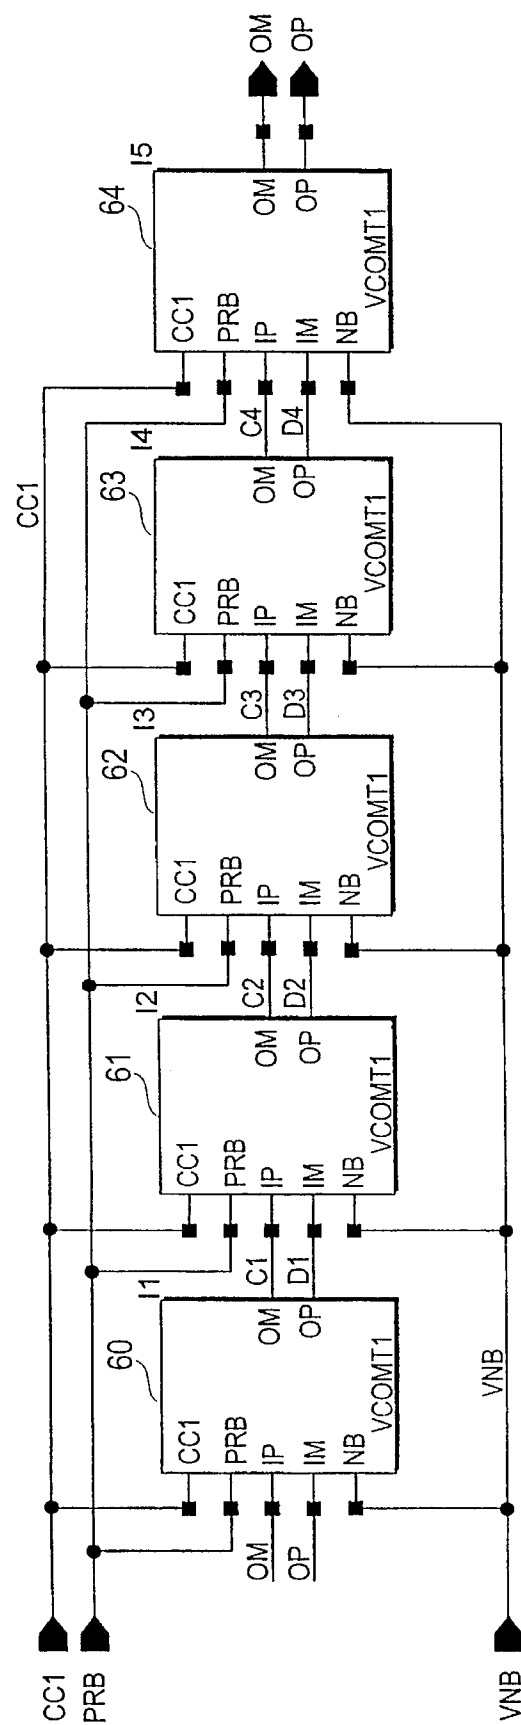 CC1
PRB
VNB
CC1
VNB
OM
OP
60
I1
CC1
PRB
IP
IM
NB
OM
OP
VCOMT1
C1
D1
61
I2
CC1
PRB
IP
IM
NB
OM
OP
VCOMT1
C2
D2
62
I3
CC1
PRB
IP
IM
NB
OM
OP
VCOMT1
C3
D3
63
I4
CC1
PRB
IP
IM
NB
OM
OP
VCOMT1
C4
D4
64
I5
CC1
PRB
IP
IM
NB
OM
OP
VCOMT1
OM
OP